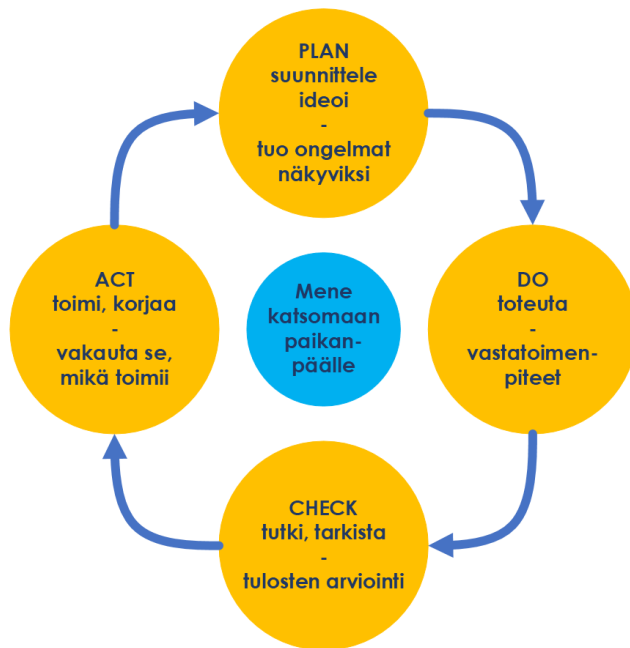 PLAN
suunnittele
ideoi
-
tuo ongelmat
näkyviksi
ACT
toimi, korjaa
-
vakauta se,
mikä toimii
Mene
katsomaan
paikan-
päälle
DO
toteuta
-
vastatoimen-
piteet
CHECK
tutki, tarkista
-
tulosten arviointi